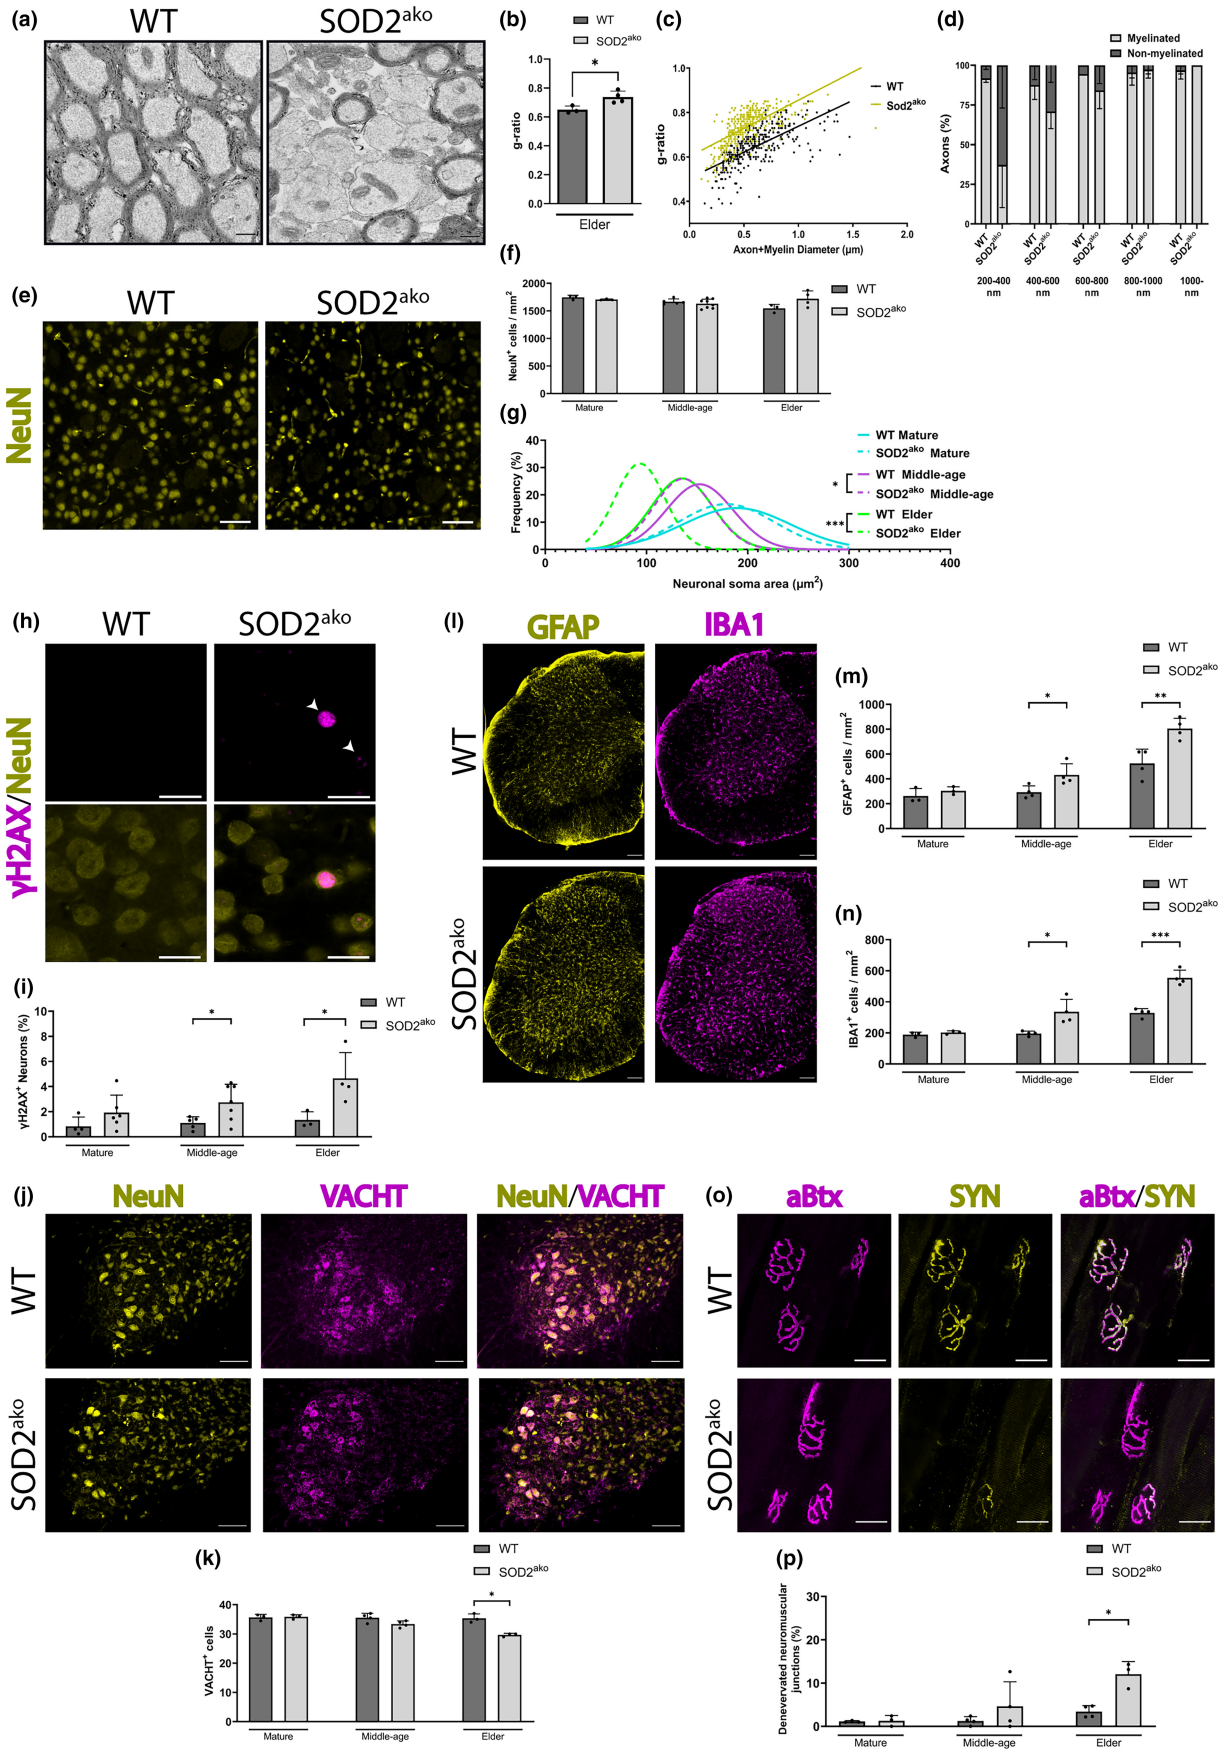 (a)
WT
SOD2ako
(b)
WT
SOD2ako
*
g-ratio
1.0
0.8
0.6
0.4
0.2
0.0
Elder
(c)
g-ratio
1.0
0.8
0.6
0.4
0.0
0.5
1.0
1.5
2.0
Axon+Myelin Diameter (µm)
WT
Sod2ako
(d)
Myelinated
Non-myelinated
Axons (%)
100
75
50
25
0
WT
SOD2ako
WT
SOD2ako
WT
SOD2ako
WT
SOD2ako
WT
SOD2ako
200-400
nm
400-600
nm
600-800
nm
800-1000
nm
1000-
nm
(e)
WT
SOD2ako
NeuN
(f)
NeuN+ cells / mm2
2000
1500
1000
500
0
Mature
Middle-age
Elder
WT
SOD2ako
(g)
Frequency (%)
40
30
20
10
0
0
100
200
300
400
Neuronal soma area (µm2)
WT Mature
SOD2ako Mature
WT Middle-age
*
SOD2ako Middle-age
WT Elder
***
SOD2ako Elder
(h)
WT
SOD2ako
γH2AX/NeuN
(i)
WT
SOD2ako
γH2AX+ Neurons (%)
10
8
6
4
2
0
*
*
Mature
Middle-age
Elder
(l)
GFAP
IBA1
WT
SOD2ako
(m)
WT
SOD2ako
GFAP+ cells / mm2
1000
800
600
400
200
0
*
**
Mature
Middle-age
Elder
(n)
WT
SOD2ako
IBA1+ cells / mm2
800
600
400
200
0
*
***
Mature
Middle-age
Elder
(j)
NeuN
VACHT
NeuN/VACHT
WT
SOD2ako
(o)
aBtx
SYN
aBtx/SYN
WT
SOD2ako
(k)
WT
SOD2ako
VACHT+ cells
40
30
20
10
0
*
Mature
Middle-age
Elder
(p)
WT
SOD2ako
Denevervated neuromuscular
junctions (%)
30
20
10
0
*
Mature
Middle-age
Elder